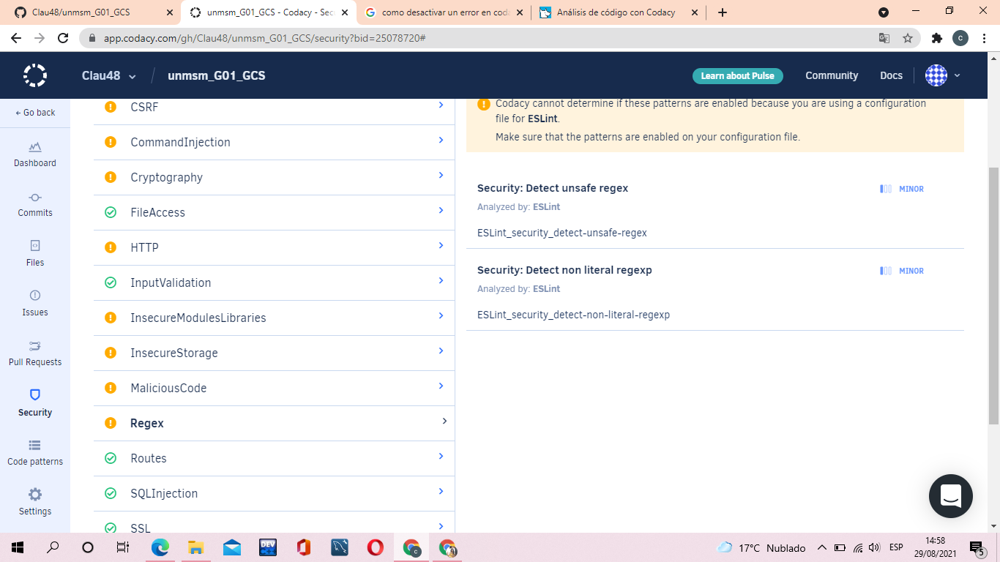 Clau48/unmsm_G01_GCS
unmsm_G01_GCS - Codacy - Sec
como desactivar un error en coda
Análisis de código con Codacy
app.codacy.com/gh/Clau48/unmsm_G01_GCS/security?bid=25078720#
c
Clau48
/
unmsm_G01_GCS
Learn about Pulse
Community
Docs
← Go back
Dashboard
Commits
Files
Issues
Pull Requests
Security
Code patterns
Settings
CSRF
CommandInjection
Cryptography
FileAccess
HTTP
InputValidation
InsecureModulesLibraries
InsecureStorage
MaliciousCode
Regex
Routes
SQLInjection
SSL
Codacy cannot determine if these patterns are enabled because you are using a configuration
file for ESLint.
Make sure that the patterns are enabled on your configuration file.
Security: Detect unsafe regex
MINOR
Analyzed by: ESLint
ESLint_security_detect-unsafe-regex
Security: Detect non literal regexp
MINOR
Analyzed by: ESLint
ESLint_security_detect-non-literal-regexp
DEV
c
17°C Nublado
ESP
14:58
29/08/2021
5